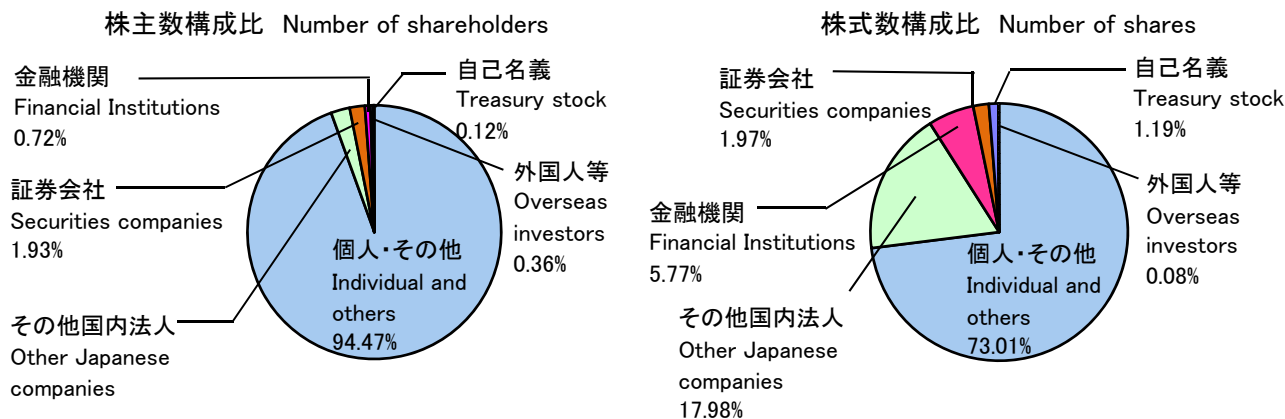 株主数構成比 Number of shareholders
金融機関
Financial Institutions
0.72%
自己名義
Treasury stock
0.12%
証券会社
Securities companies
1.93%
外国人等
Overseas
investors
0.36%
個人・その他
Individual and
others
94.47%
その他国内法人
Other Japanese
companies
株式数構成比 Number of shares
証券会社
Securities companies
1.97%
自己名義
Treasury stock
1.19%
外国人等
Overseas
investors
0.08%
金融機関
Financial Institutions
5.77%
個人・その他
Individual and
others
73.01%
その他国内法人
Other Japanese
companies
17.98%